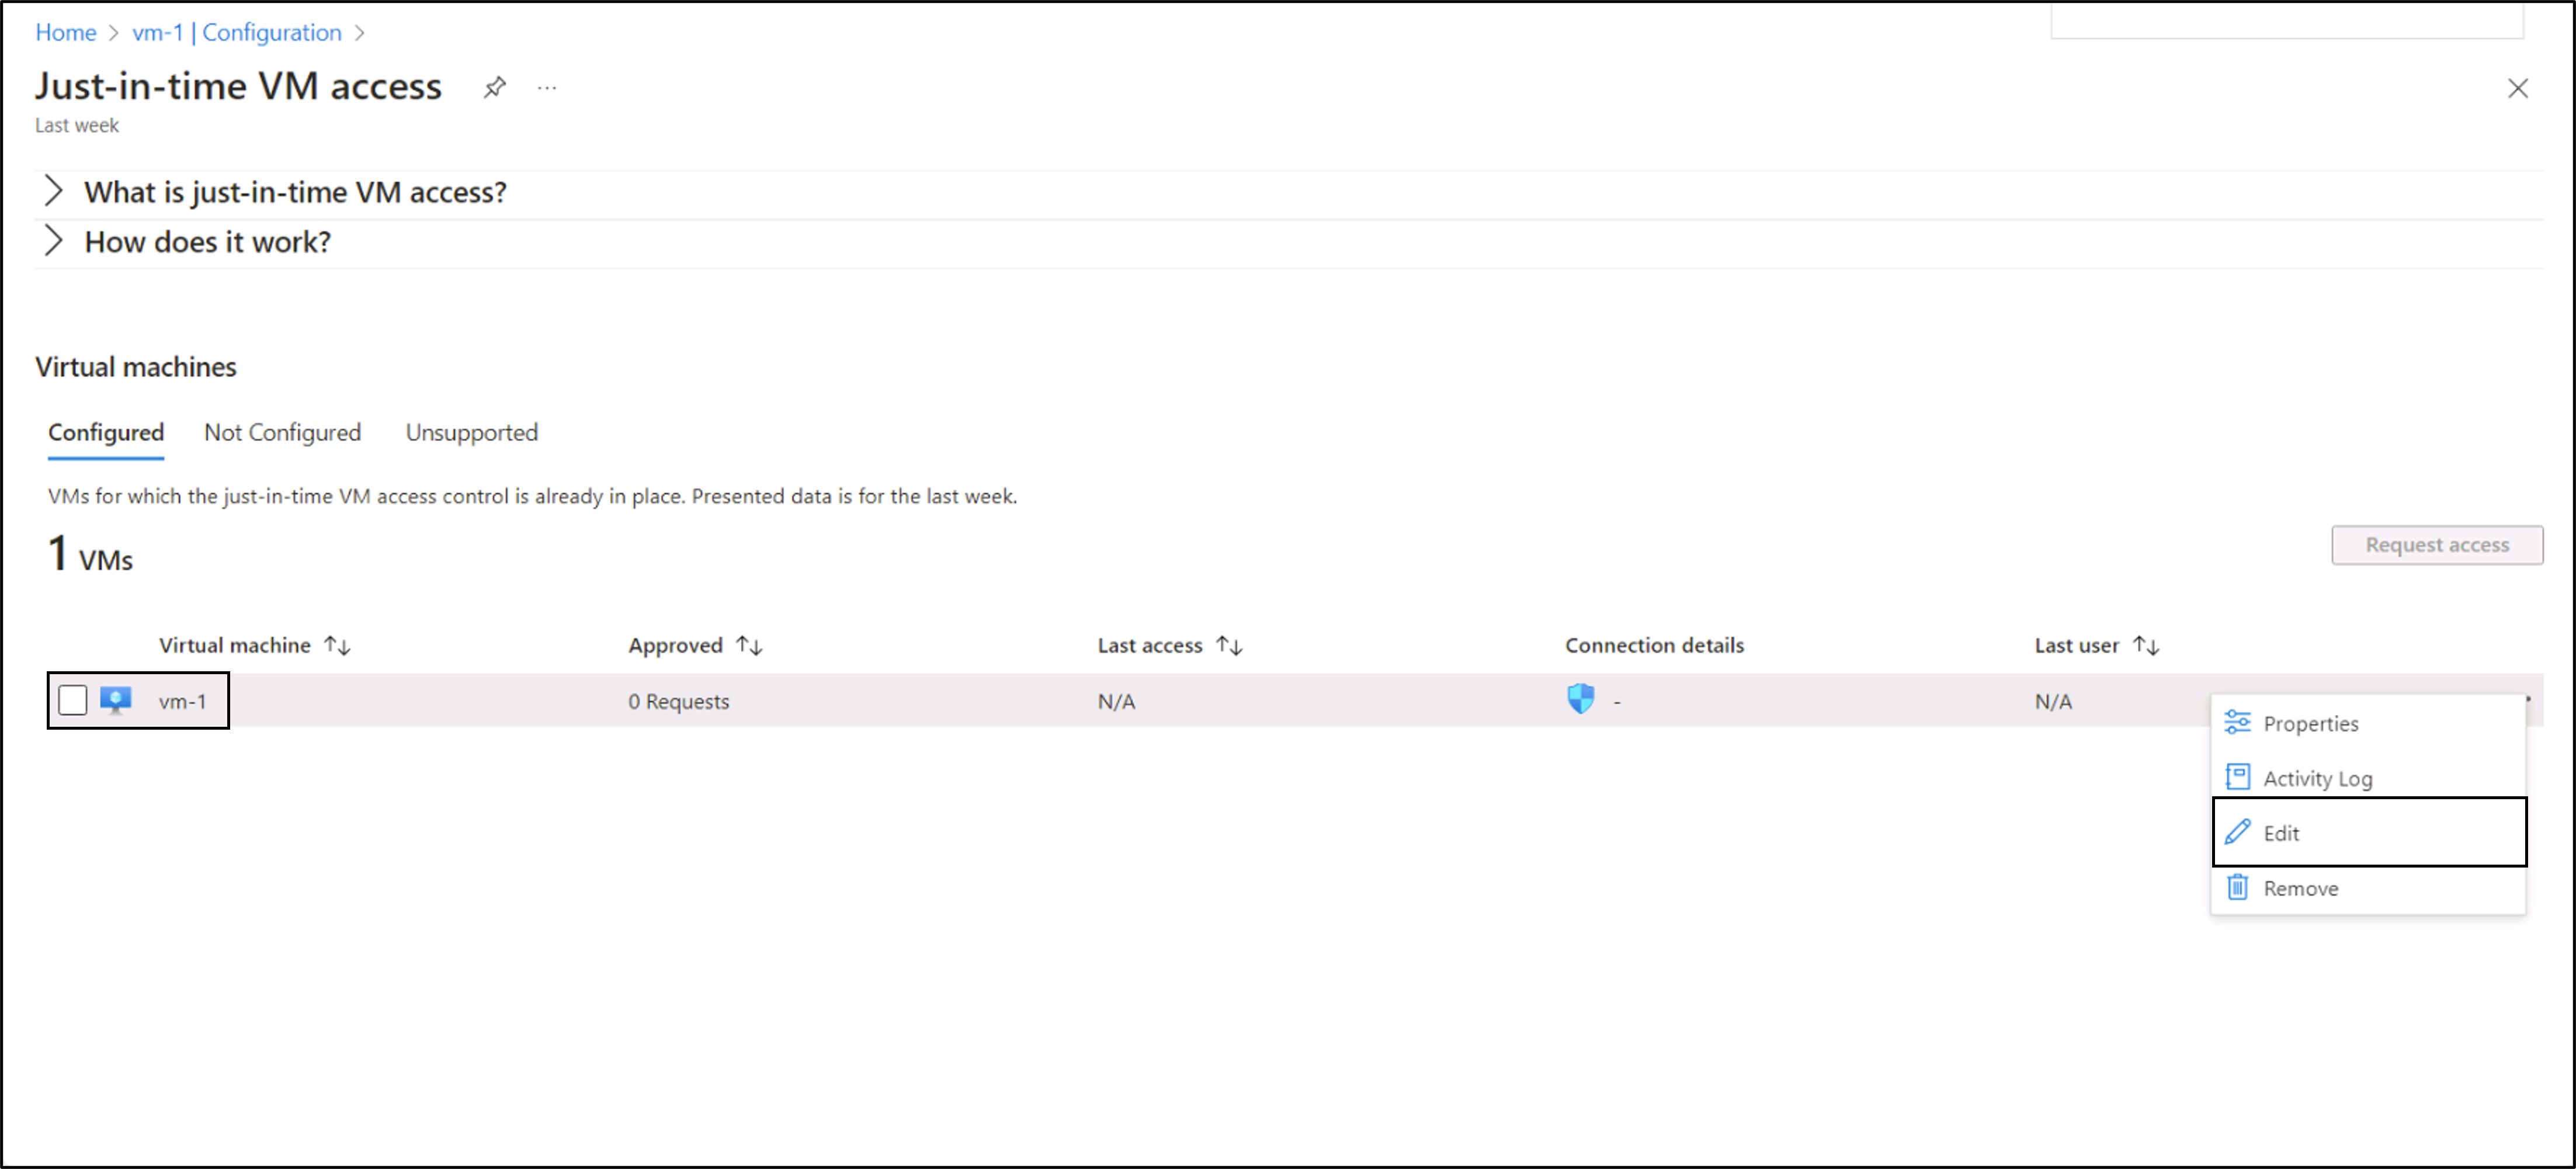 Home > vm-1 | Configuration >
Just-in-time VM access ...
Last week
What is just-in-time VM access?
How does it work?
Virtual machines
Configured Not Configured Unsupported
VMs for which the just-in-time VM access control is already in place. Presented data is for the last week.
1 VMs
Request access
Virtual machine ↑↓ Approved ↑↓ Last access ↑↓ Connection details Last user ↑↓
vm-1 0 Requests N/A - N/A
Properties
Activity Log
Edit
Remove